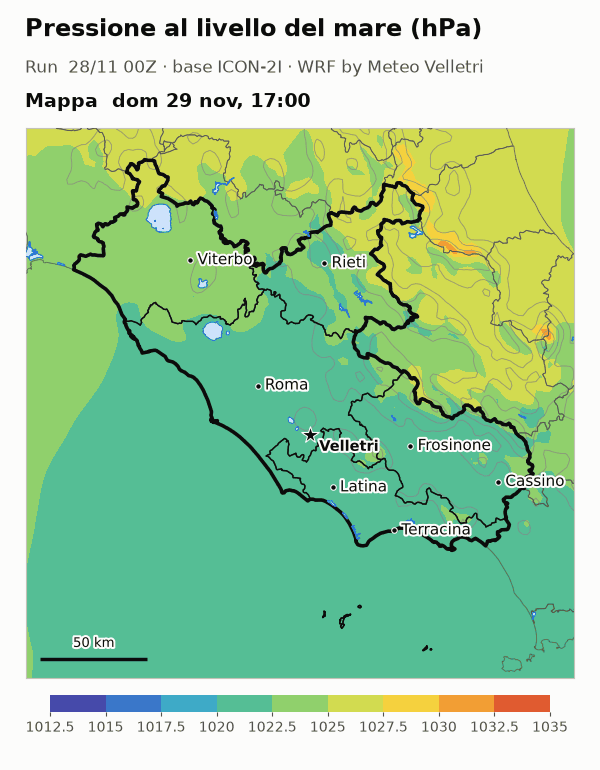 Pressione al livello del mare (hPa)
Run  28/11 00Z · base ICON-2I · WRF by Meteo Velletri
Mappa  dom 29 nov, 17:00
Viterbo
Rieti
Roma
Velletri
Frosinone
Cassino
Latina
Terracina
50 km
1012.5 1015 1017.5 1020 1022.5 1025 1027.5 1030 1032.5 1035